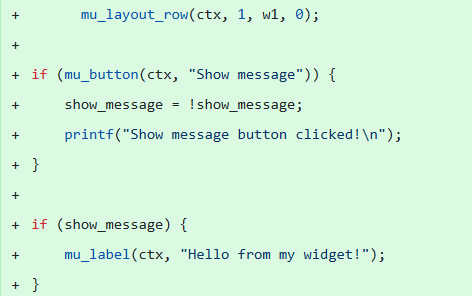 +        mu_layout_row(ctx, 1, w1, 0);
+
+  if (mu_button(ctx, "Show message")) {
+      show_message = !show_message;
+      printf("Show message button clicked!\n");
+  }
+
+  if (show_message) {
+      mu_label(ctx, "Hello from my widget!");
+  }